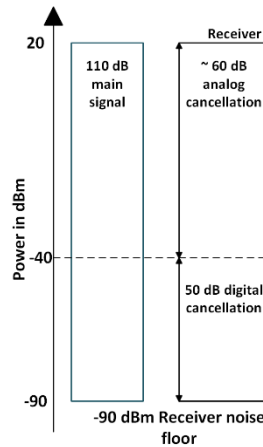 Receiver
20
110 dB
main
signal
~ 60 dB
analog
cancellation
Power in dBm
-40
50 dB digital
cancellation
-90
-90 dBm Receiver noise
floor